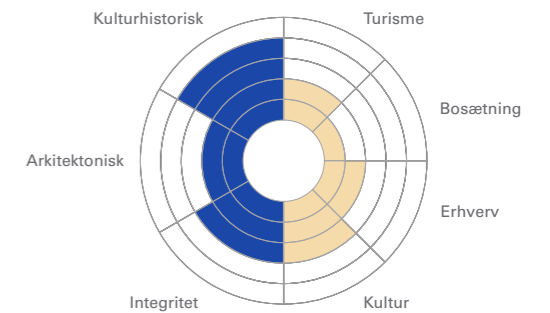 Kulturhistorisk
Turisme
Bosætning
Arkitektonisk
Erhverv
Integritet
Kultur